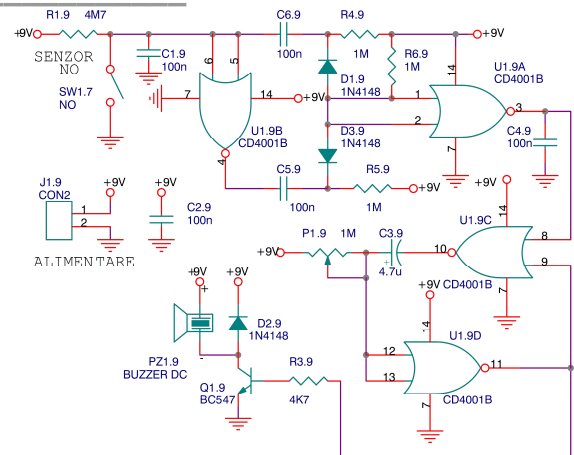 R1.9 4M7
+9V
SENZOR
NO
C1.9
100n
SW1.7
NO
C6.9
100n
R4.9
1M
R6.9
1M
+9V
D1.9
1N4148
U1.9A
CD4001B
14
1
2
3
7
6
5
7
14
+9V
U1.9B
CD4001B
4
D3.9
1N4148
C4.9
100n
C5.9
100n
R5.9
1M
+9V
J1.9
CON2
1
2
+9V
+9V
C2.9
100n
ALIMENTARE
+9V
P1.9 1M
C3.9
+
4.7u
+9V
14
U1.9C
10
8
9
7
CD4001B
+9V
14
U1.9D
12
13
11
7
CD4001B
+9V
+
-
+9V
D2.9
1N4148
PZ1.9
BUZZER DC
Q1.9
BC547
R3.9
4K7